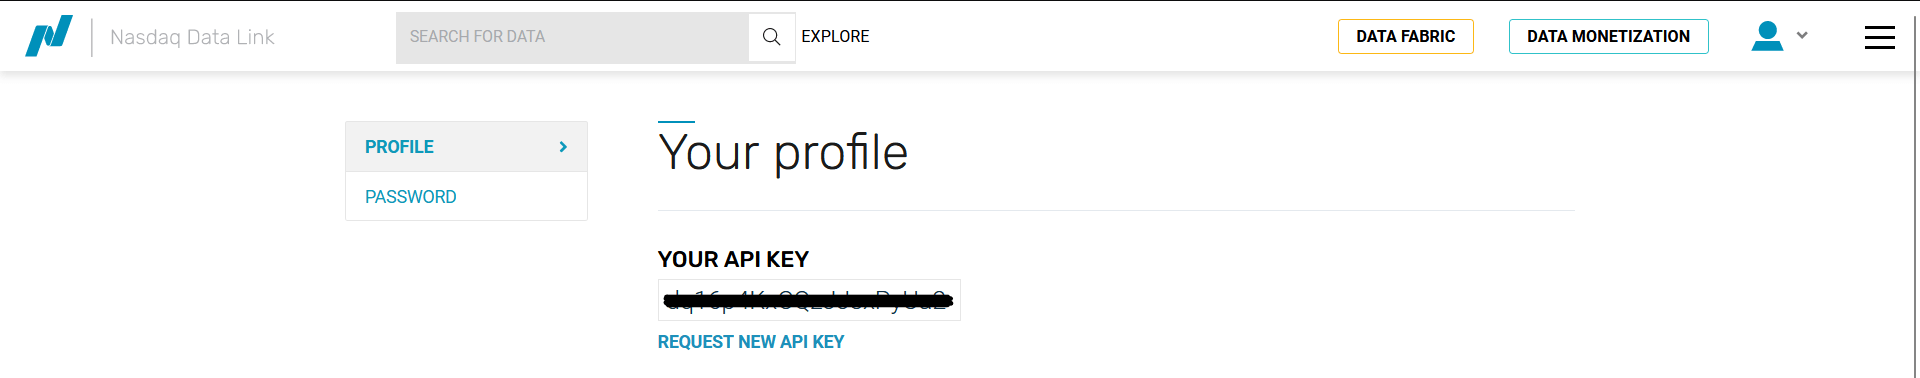 Nasdaq Data Link
SEARCH FOR DATA
EXPLORE
DATA FABRIC
DATA MONETIZATION
PROFILE
PASSWORD
Your profile
YOUR API KEY
REQUEST NEW API KEY